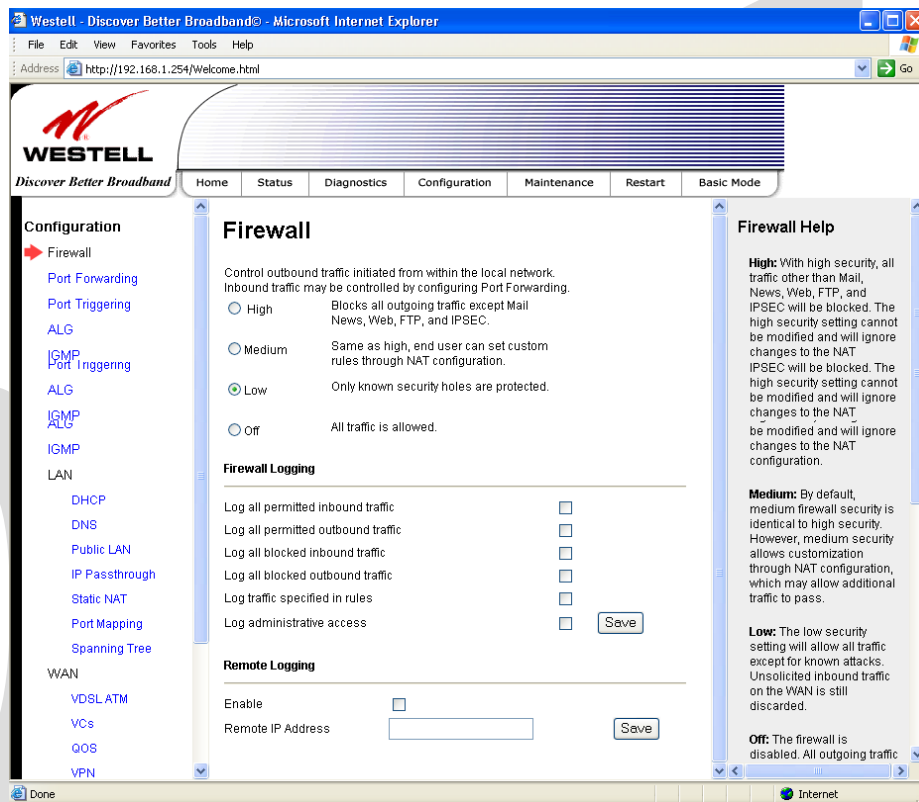 Westell - Discover Better Broadband© - Microsoft Internet Explorer
File Edit View Favorites Tools Help
Address http://192.168.1.254/Welcome.html Go
WESTELL
Discover Better Broadband
Home Status Diagnostics Configuration Maintenance Restart Basic Mode
Configuration
Firewall
Port Forwarding
Port Triggering
ALG
IGMP
Port Triggering
ALG
IGMP
ALG
IGMP
LAN
DHCP
DNS
Public LAN
IP Passthrough
Static NAT
Port Mapping
Spanning Tree
WAN
VDSL ATM
VCs
QOS
VPN
Firewall
Control outbound traffic initiated from within the local network.
Inbound traffic may be controlled by configuring Port Forwarding.
High Blocks all outgoing traffic except Mail
News, Web, FTP, and IPSEC.
Medium Same as high, end user can set custom
rules through NAT configuration.
Low Only known security holes are protected.
Off All traffic is allowed.
Firewall Logging
Log all permitted inbound traffic
Log all permitted outbound traffic
Log all blocked inbound traffic
Log all blocked outbound traffic
Log traffic specified in rules
Log administrative access Save
Remote Logging
Enable
Remote IP Address Save
Firewall Help
High: With high security, all
traffic other than Mail,
News, Web, FTP, and
IPSEC will be blocked. The
high security setting cannot
be modified and will ignore
changes to the NAT
IPSEC will be blocked. The
high security setting cannot
be modified and will ignore
changes to the NAT
be modified and will ignore
changes to the NAT
configuration.
Medium: By default,
medium firewall security is
identical to high security.
However, medium security
allows customization
through NAT configuration,
which may allow additional
traffic to pass.
Low: The low security
setting will allow all traffic
except for known attacks.
Unsolicited inbound traffic
on the WAN is still
discarded.
Off: The firewall is
disabled. All outgoing traffic
Done Internet